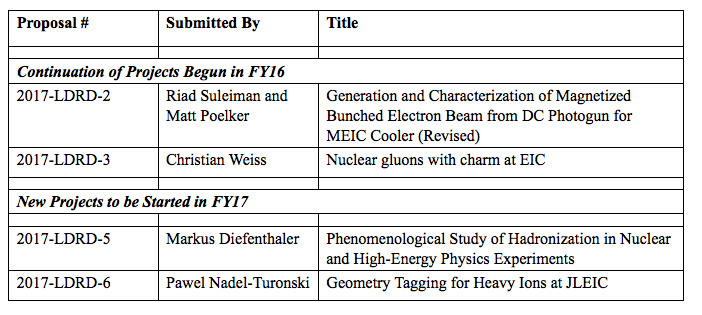 Proposal # Submitted By Title
Continuation of Projects Begun in FY16
2017-LDRD-2 Riad Suleiman and Generation and Characterization of Magnetized
Matt Poelker Bunched Electron Beam from DC Photogun for
MEIC Cooler (Revised)
2017-LDRD-3 Christian Weiss Nuclear gluons with charm at EIC
New Projects to be Started in FY17
2017-LDRD-5 Markus Diefenthaler Phenomenological Study of Hadronization in Nuclear
and High-Energy Physics Experiments
2017-LDRD-6 Pawel Nadel-Turonski Geometry Tagging for Heavy Ions at JLEIC